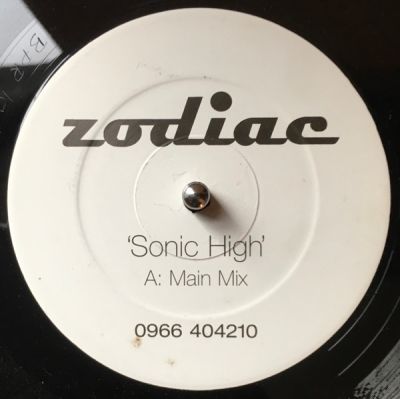 zodiac
'Sonic High'
A: Main Mix
0966 404210